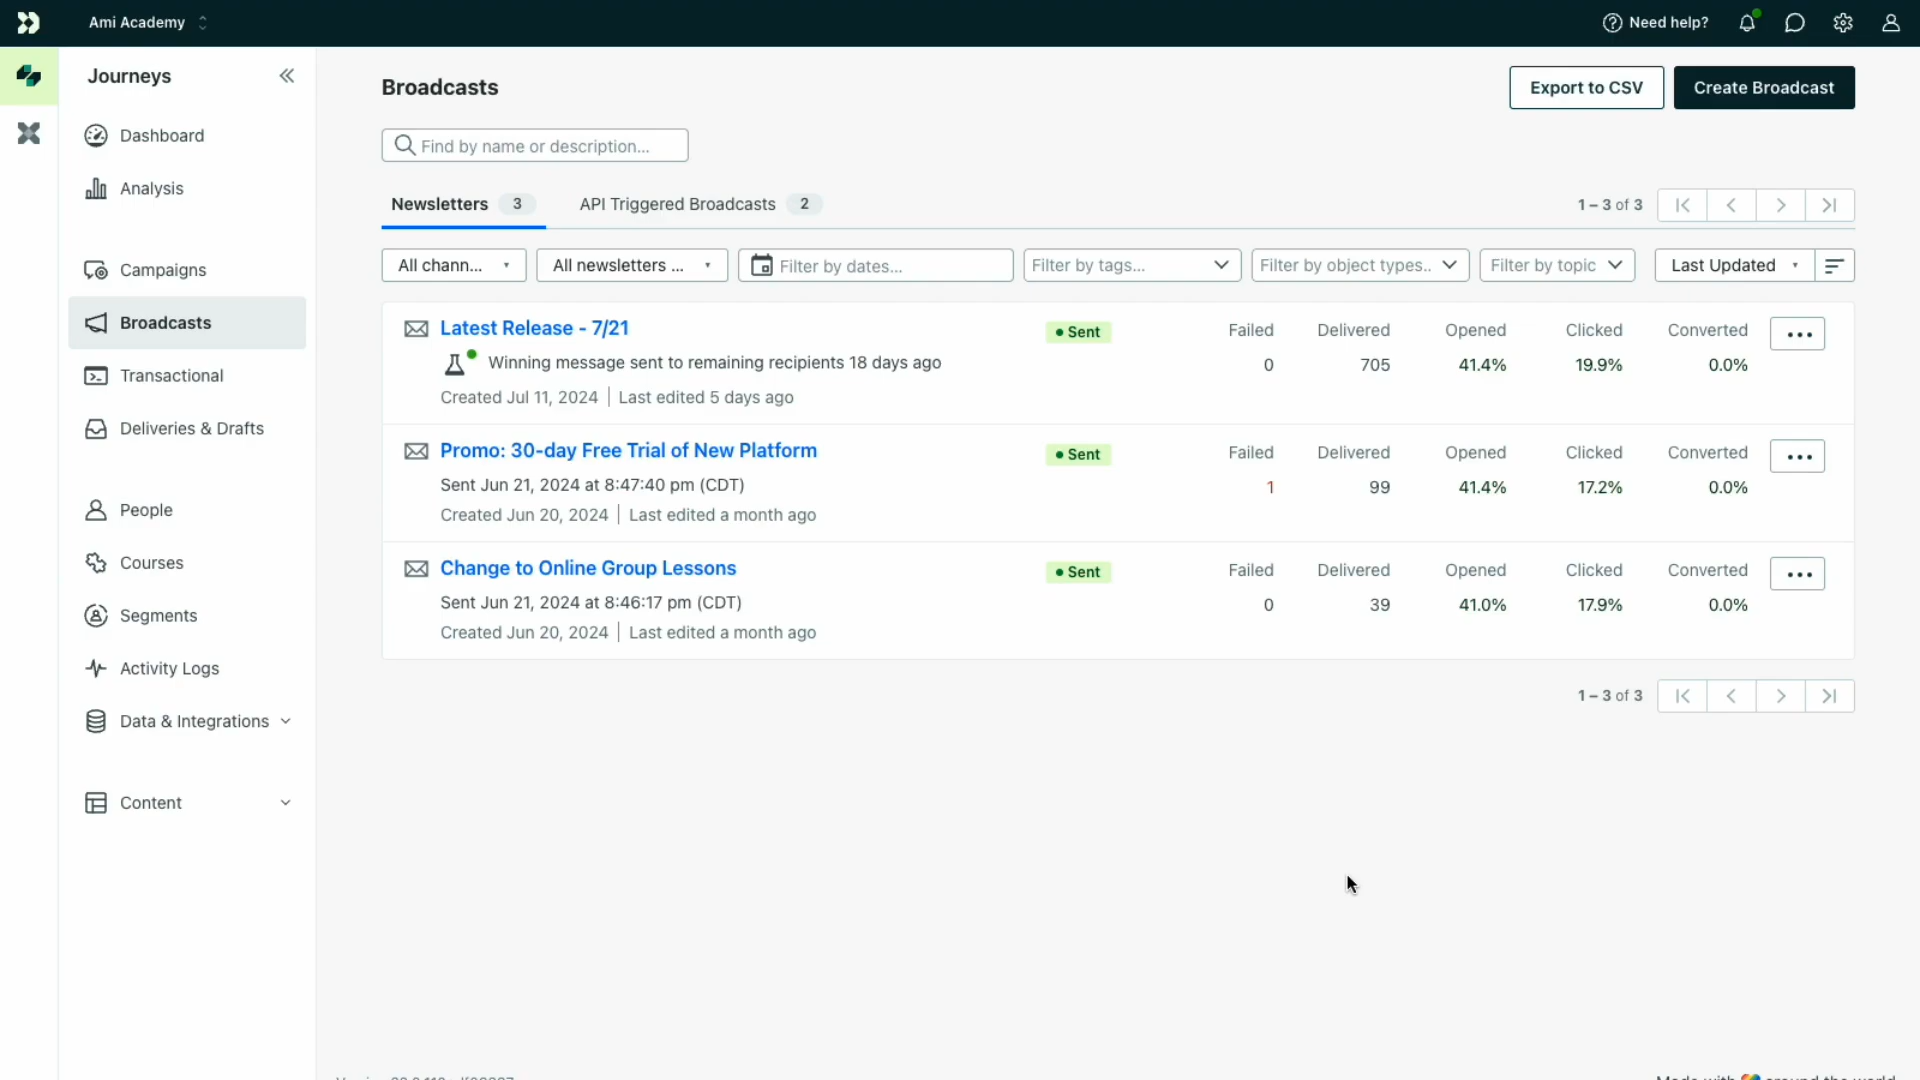 Ami Academy
Need help?
Journeys
Dashboard
Analysis
Campaigns
Broadcasts
Transactional
Deliveries & Drafts
People
Courses
Segments
Activity Logs
Data & Integrations
Content
Broadcasts
Export to CSV
Create Broadcast
Find by name or description...
Newsletters 3
API Triggered Broadcasts 2
1 – 3 of 3
All chann...
All newsletters ...
Filter by dates...
Filter by tags...
Filter by object types..
Filter by topic
Last Updated
Latest Release - 7/21
Winning message sent to remaining recipients 18 days ago
Created Jul 11, 2024 | Last edited 5 days ago
Sent
Failed Delivered Opened Clicked Converted
0 705 41.4% 19.9% 0.0%
Promo: 30-day Free Trial of New Platform
Sent Jun 21, 2024 at 8:47:40 pm (CDT)
Created Jun 20, 2024 | Last edited a month ago
Sent
Failed Delivered Opened Clicked Converted
1 99 41.4% 17.2% 0.0%
Change to Online Group Lessons
Sent Jun 21, 2024 at 8:46:17 pm (CDT)
Created Jun 20, 2024 | Last edited a month ago
Sent
Failed Delivered Opened Clicked Converted
0 39 41.0% 17.9% 0.0%
1 – 3 of 3
Made with around the world